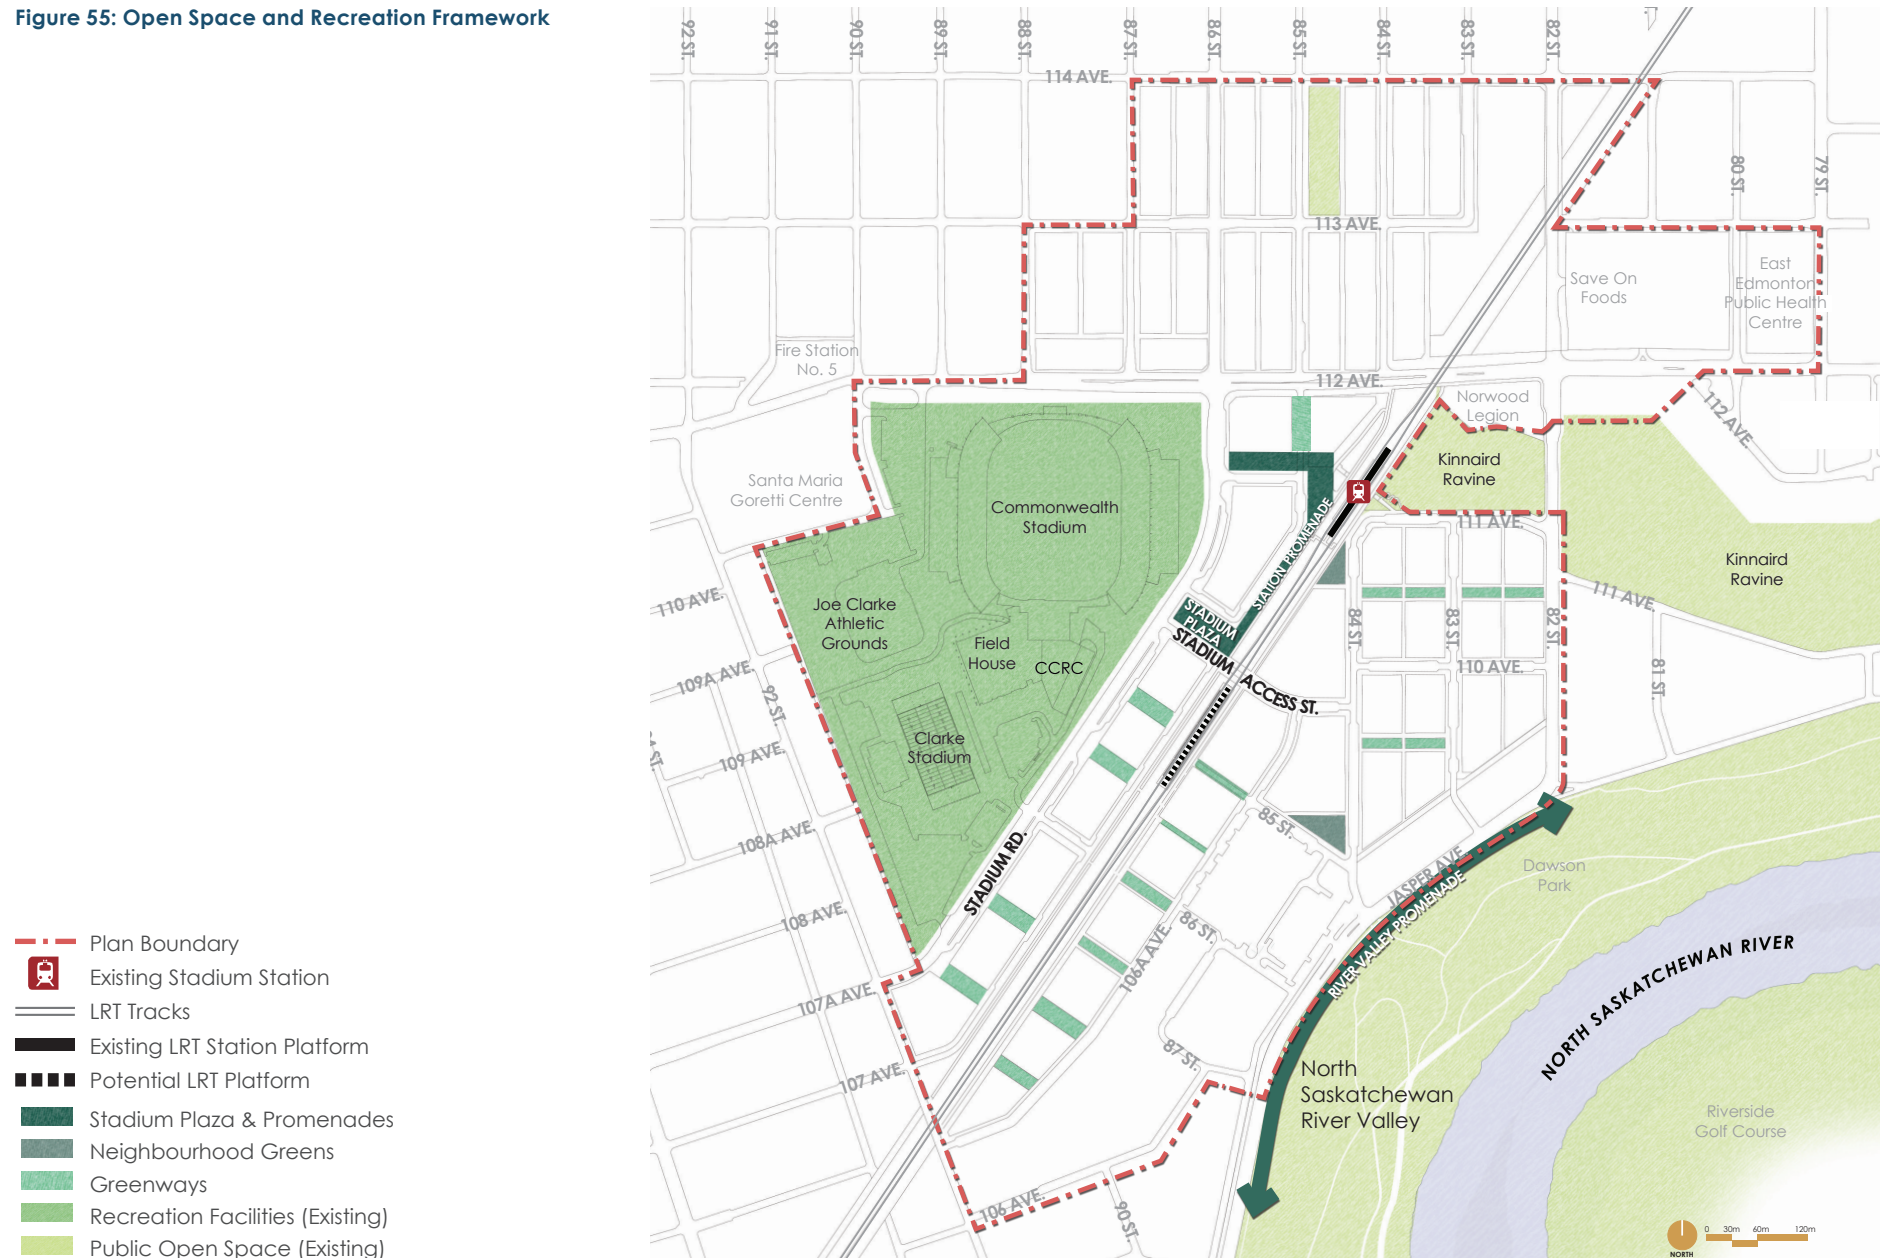 Figure 55: Open Space and Recreation Framework
92 ST.
91 ST.
90 ST.
89 ST.
88 ST.
87 ST.
86 ST.
85 ST.
84 ST.
83 ST.
82 ST.
114 AVE.
80 ST.
79 ST.
113 AVE.
Save On
Foods
East
Edmonton
Public Health
Centre
Fire Station
No. 5
112 AVE.
Norwood
Legion
112 AVE.
Kinnaird
Ravine
Santa Maria
Goretti Centre
Commonwealth
Stadium
111 AVE.
STATION PROMENADE
Kinnaird
Ravine
111 AVE.
110 AVE.
Joe Clarke
Athletic
Grounds
Field
House
CCRC
STADIUM
PLAZA
STADIUM ACCESS ST.
84 ST.
83 ST.
82 ST.
110 AVE.
81 ST.
109A AVE.
92 ST.
Clarke
Stadium
109 AVE.
108A AVE.
85 ST.
STADIUM RD.
JASPER AVE.
RIVER VALLEY PROMENADE
Dawson
Park
108 AVE.
86 ST.
106A AVE.
NORTH SASKATCHEWAN RIVER
107A AVE.
87 ST.
107 AVE.
North
Saskatchewan
River Valley
Riverside
Golf Course
106 AVE.
90 ST.
Plan Boundary
Existing Stadium Station
LRT Tracks
Existing LRT Station Platform
Potential LRT Platform
Stadium Plaza & Promenades
Neighbourhood Greens
Greenways
Recreation Facilities (Existing)
Public Open Space (Existing)
0 30m 60m 120m
NORTH